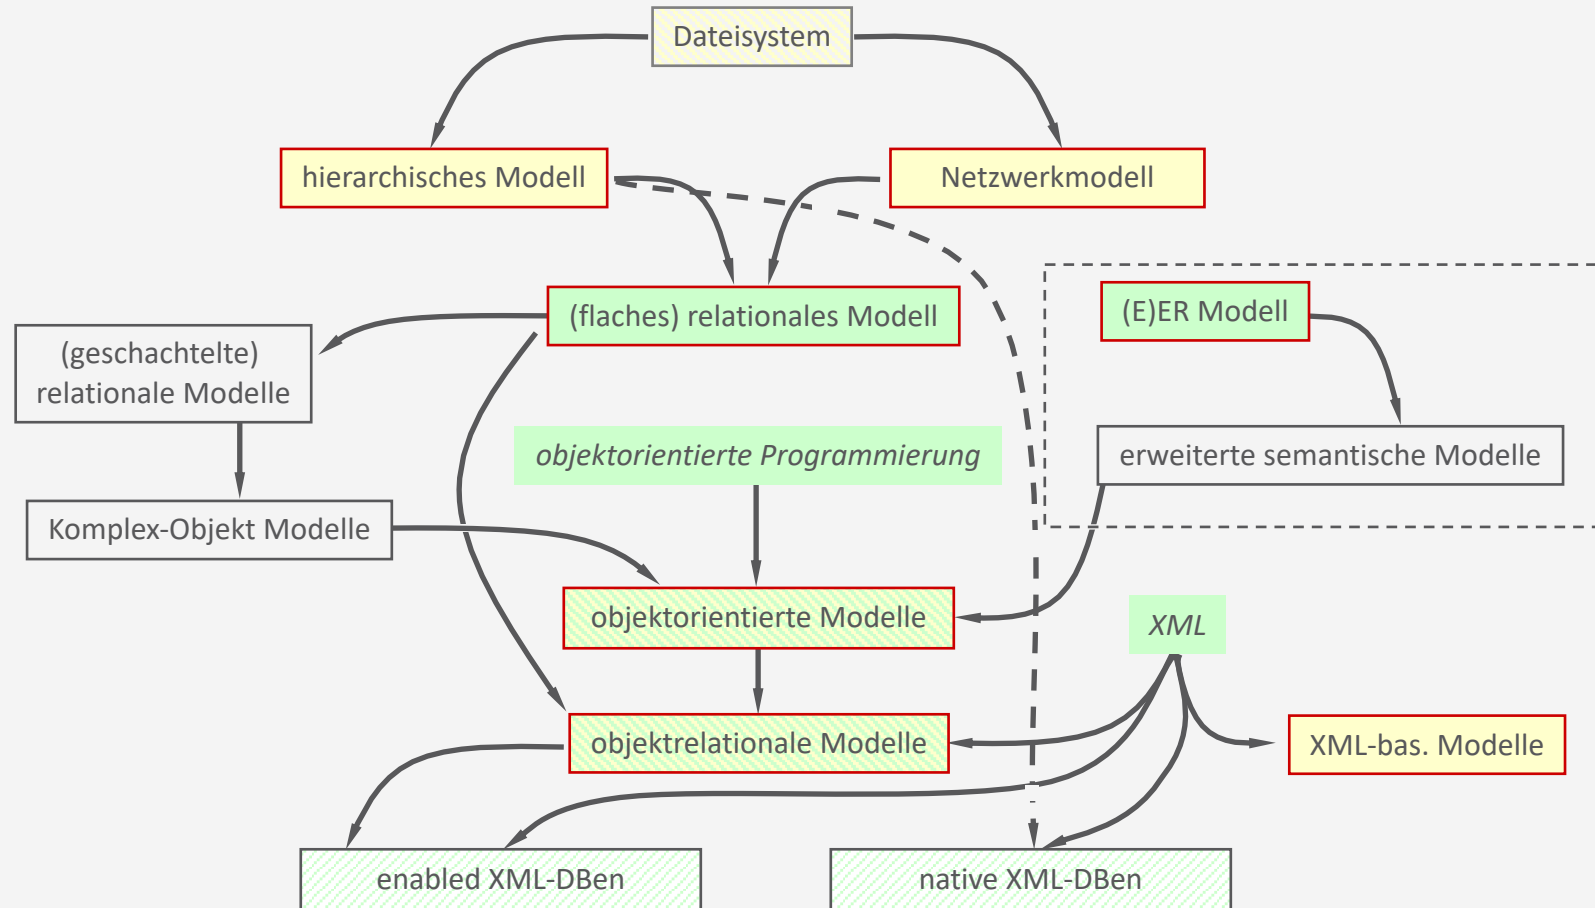 Dateisystem
hierarchisches Modell
Netzwerkmodell
(flaches) relationales Modell
(E)ER Modell
(geschachtelte)
relationale Modelle
objektorientierte Programmierung
erweiterte semantische Modelle
Komplex-Objekt Modelle
objektorientierte Modelle
XML
objektrelationale Modelle
XML-bas. Modelle
enabled XML-DBen
native XML-DBen